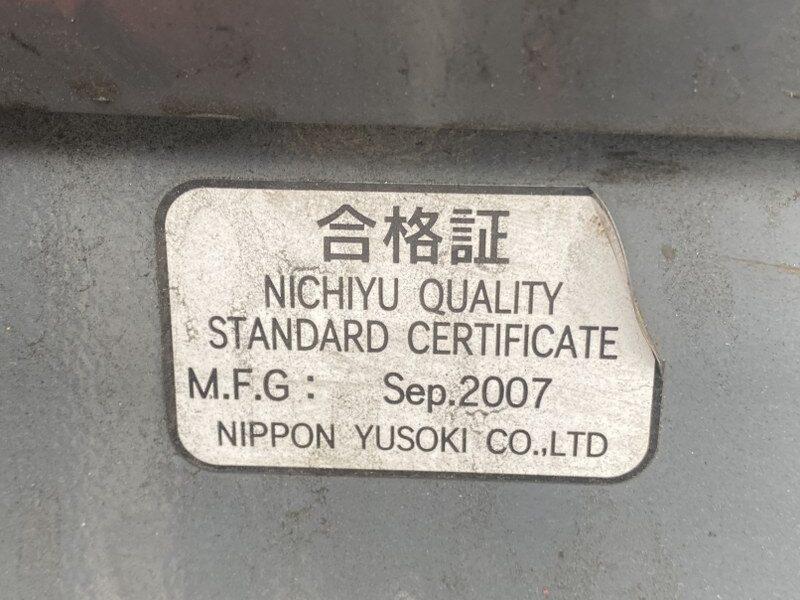 合格証
NICHIYU QUALITY
STANDARD CERTIFICATE
M.F.G : Sep.2007
NIPPON YUSOKI CO.,LTD